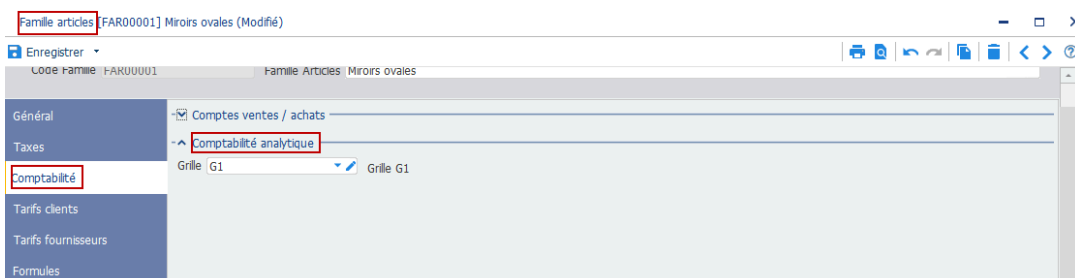 Famille articles [FAR00001] Miroirs ovales (Modifié)
Enregistrer
Code Famille FAR00001 Famille Articles Miroirs ovales
Général
Comptes ventes / achats
Taxes
Comptabilité analytique
Grille G1 Grille G1
Comptabilité
Tarifs clients
Tarifs fournisseurs
Formules